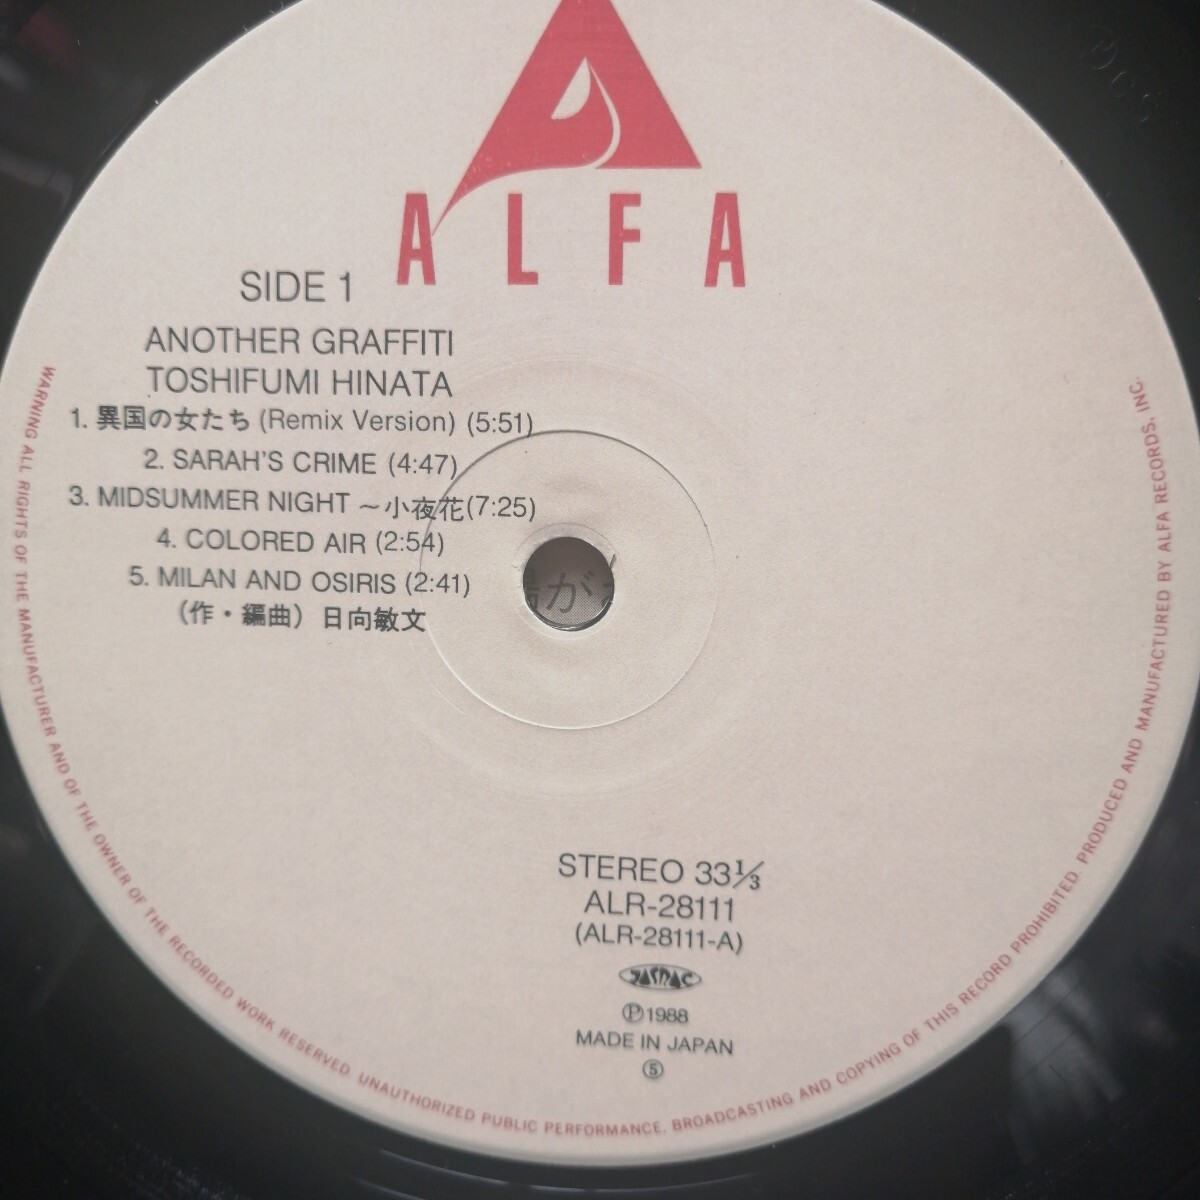 ALFA
SIDE 1
ANOTHER GRAFFITI
TOSHIFUMI HINATA
1. 異国の女たち (Remix Version) (5:51)
2. SARAH'S CRIME (4:47)
3. MIDSUMMER NIGHT ～小夜花(7:25)
4. COLORED AIR (2:54)
5. MILAN AND OSIRIS (2:41)
(作・編曲) 日向敏文
が
STEREO 33⅓
ALR-28111
(ALR-28111-A)
JASRAC
Ⓟ1988
MADE IN JAPAN
⑤
WARNING ALL RIGHTS OF THE MANUFACTURER AND OF THE OWNER OF THE RECORDED WORK RESERVED. UNAUTHORIZED PUBLIC PERFORMANCE, BROADCASTING AND COPYING OF THIS RECORD PROHIBITED. PRODUCED AND MANUFACTURED BY ALFA RECORDS, INC.